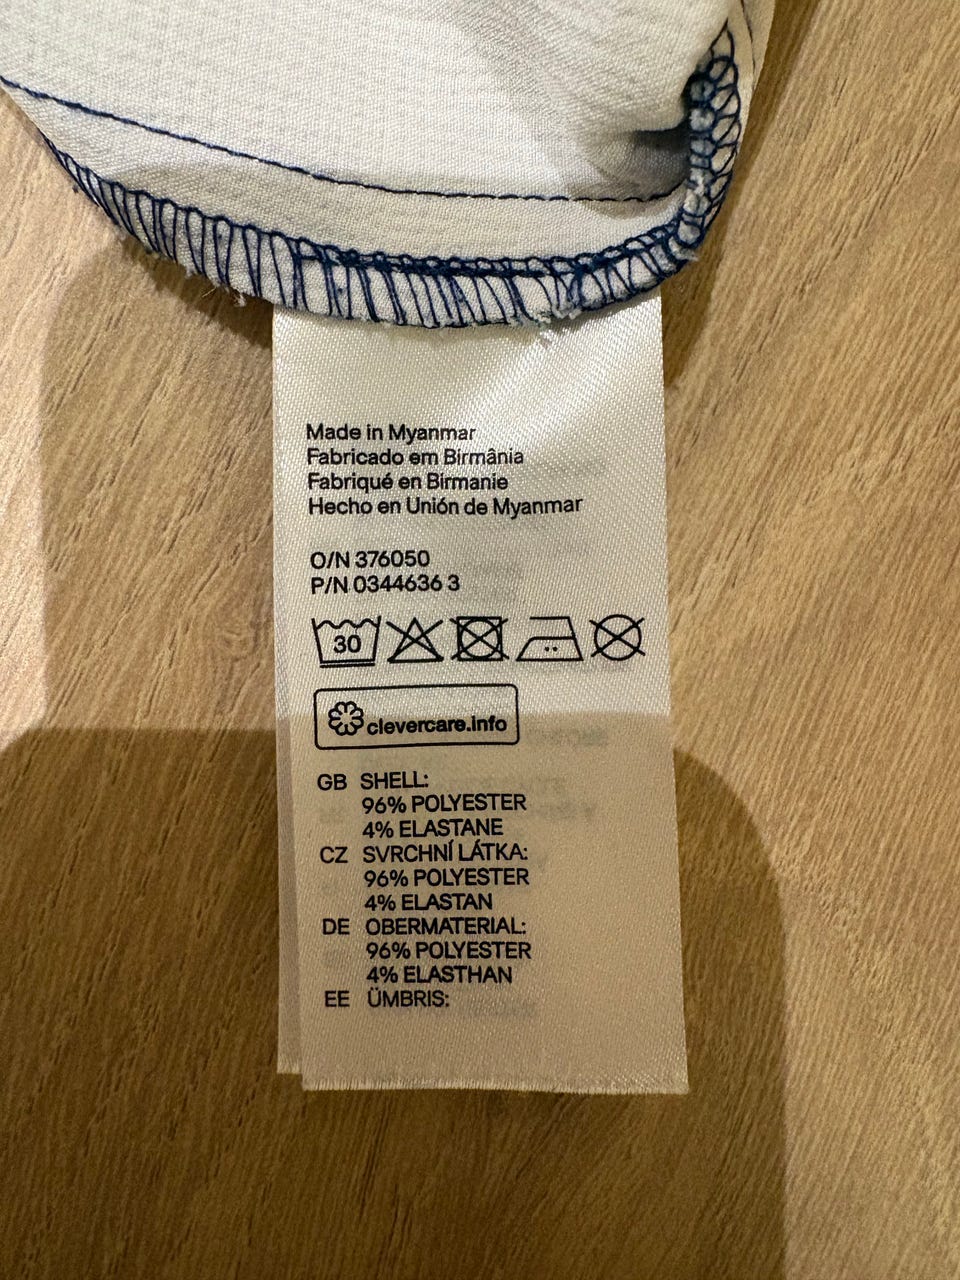 Made in Myanmar
Fabricado em Birmânia
Fabriqué en Birmanie
Hecho en Unión de Myanmar
O/N 376050
P/N 0344636 3
30
clevercare.info
GB SHELL:
96% POLYESTER
4% ELASTANE
CZ SVRCHNÍ LÁTKA:
96% POLYESTER
4% ELASTAN
DE OBERMATERIAL:
96% POLYESTER
4% ELASTHAN
EE ÜMBRIS: